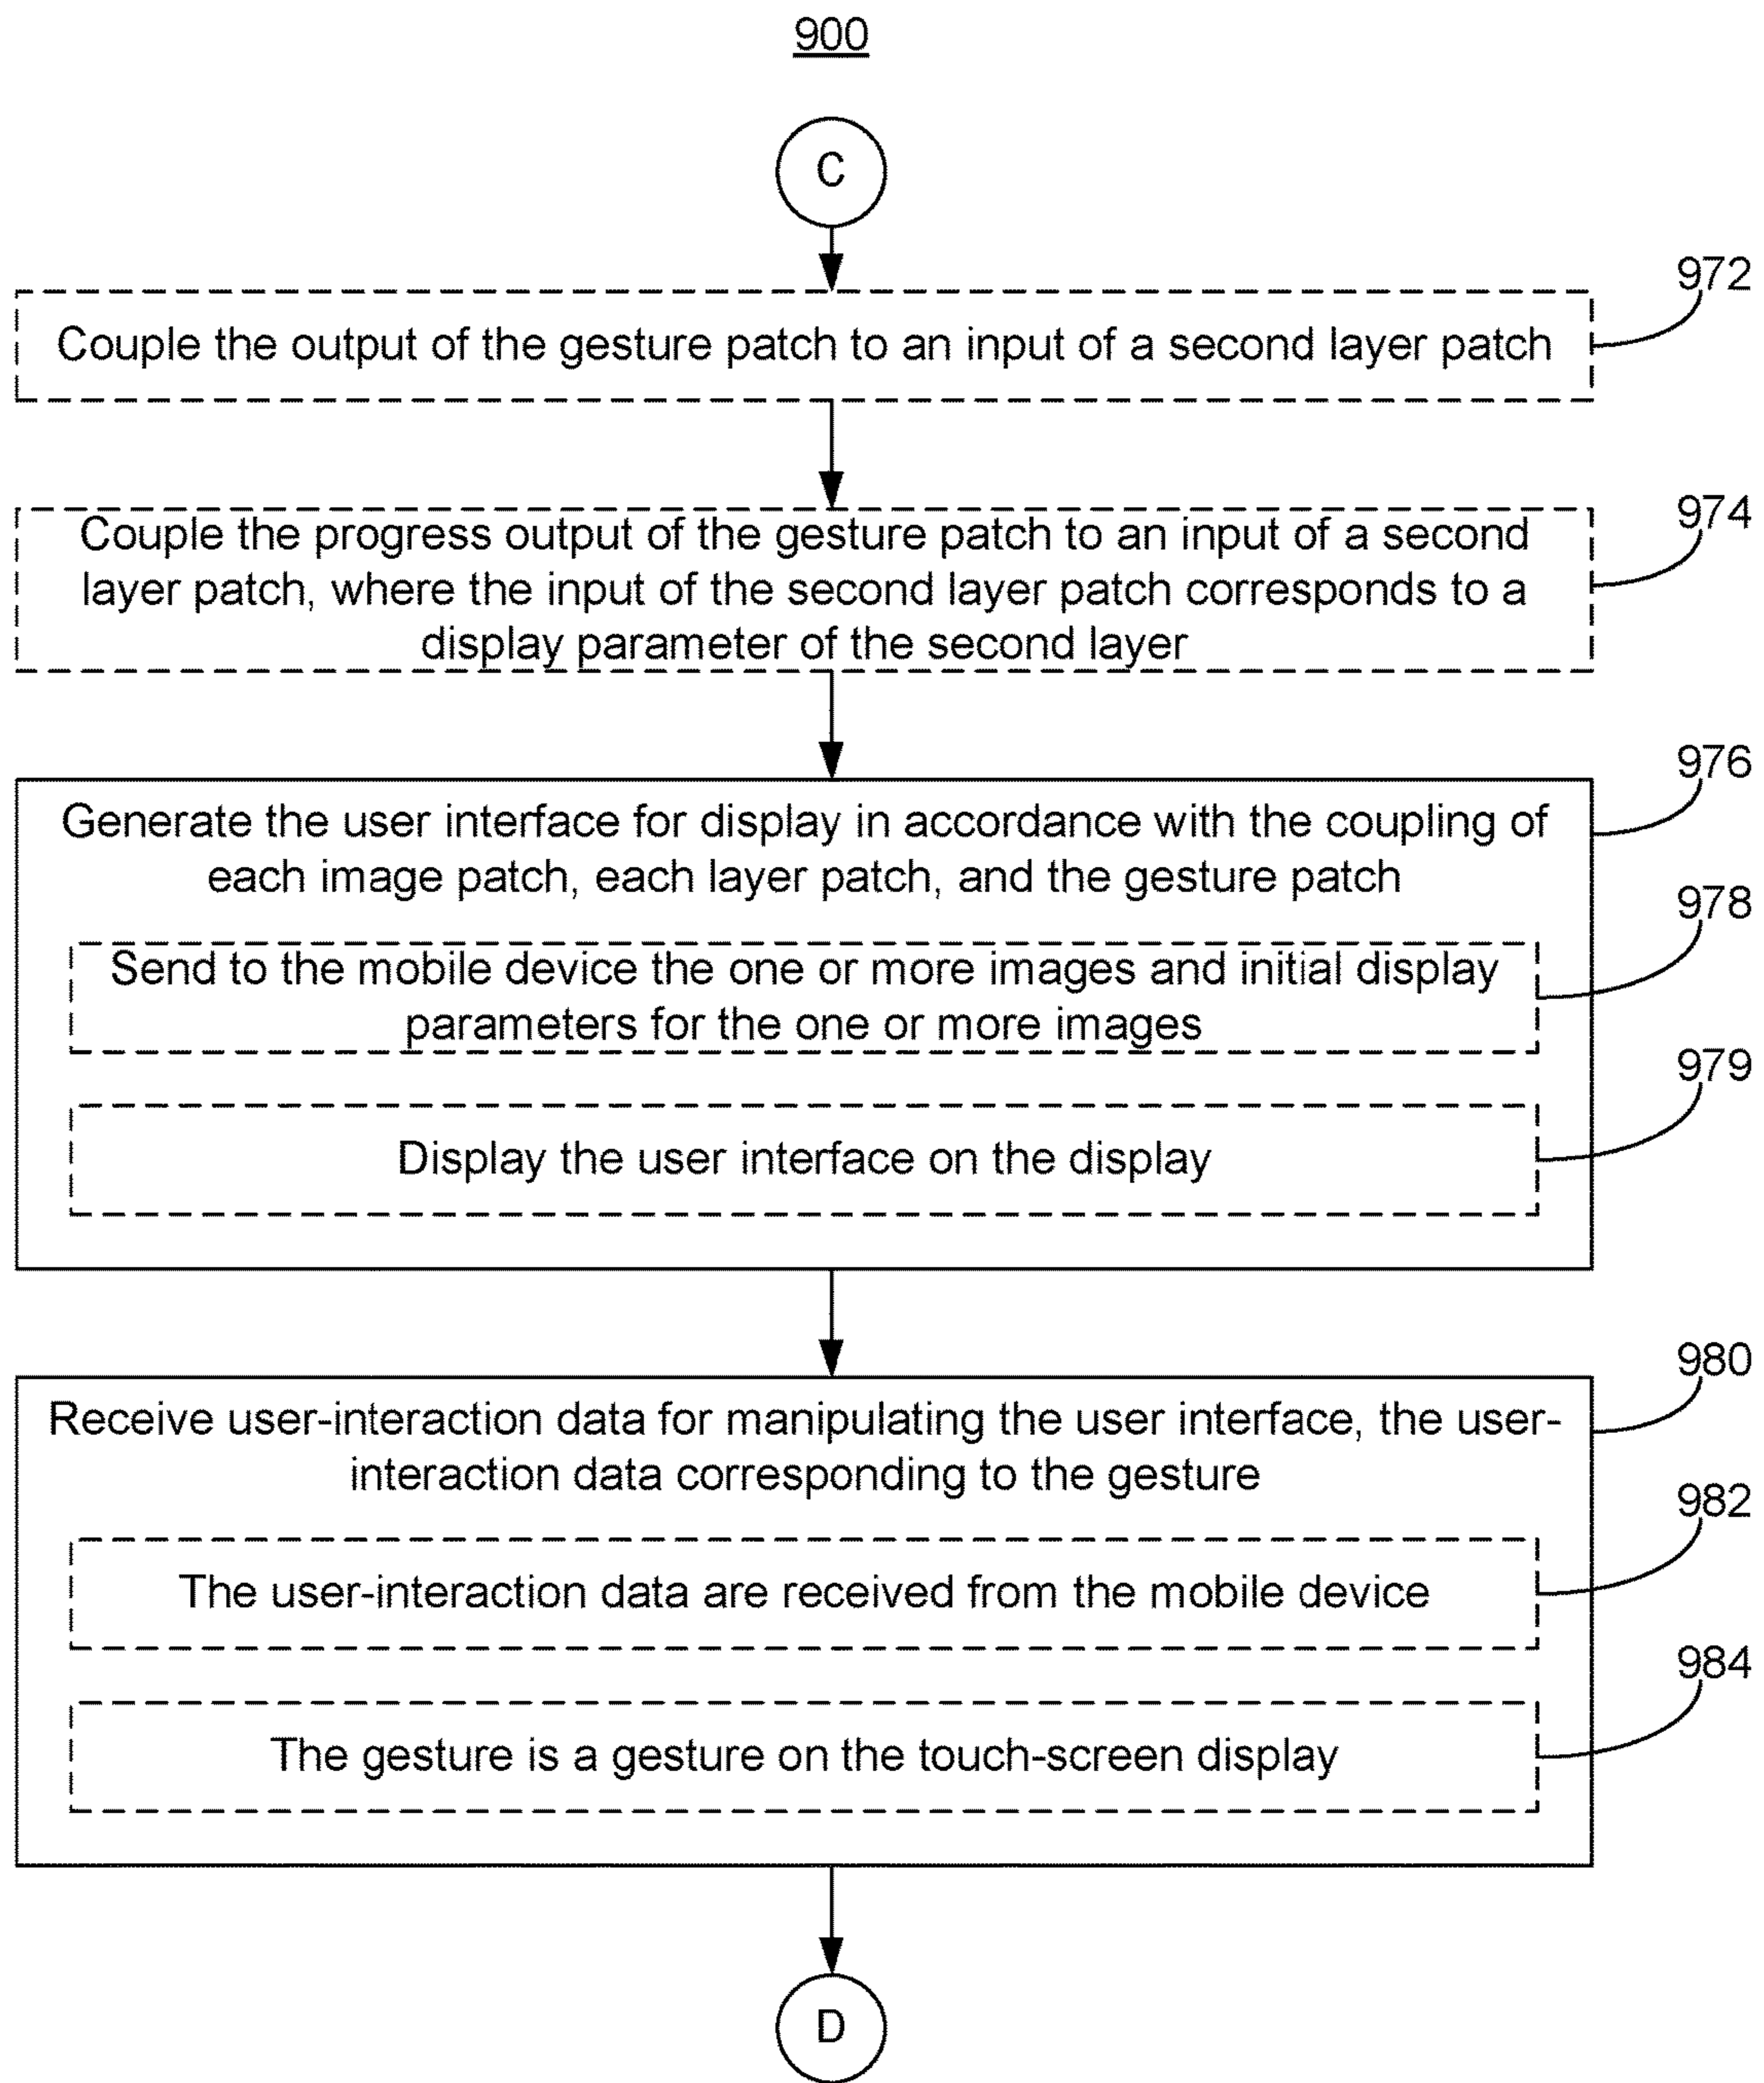 900
C
972
Couple the output of the gesture patch to an input of a second layer patch
974
Couple the progress output of the gesture patch to an input of a second
layer patch, where the input of the second layer patch corresponds to a
display parameter of the second layer
976
Generate the user interface for display in accordance with the coupling of
each image patch, each layer patch, and the gesture patch
978
Send to the mobile device the one or more images and initial display
parameters for the one or more images
979
Display the user interface on the display
980
Receive user-interaction data for manipulating the user interface, the user-
interaction data corresponding to the gesture
982
The user-interaction data are received from the mobile device
984
The gesture is a gesture on the touch-screen display
D